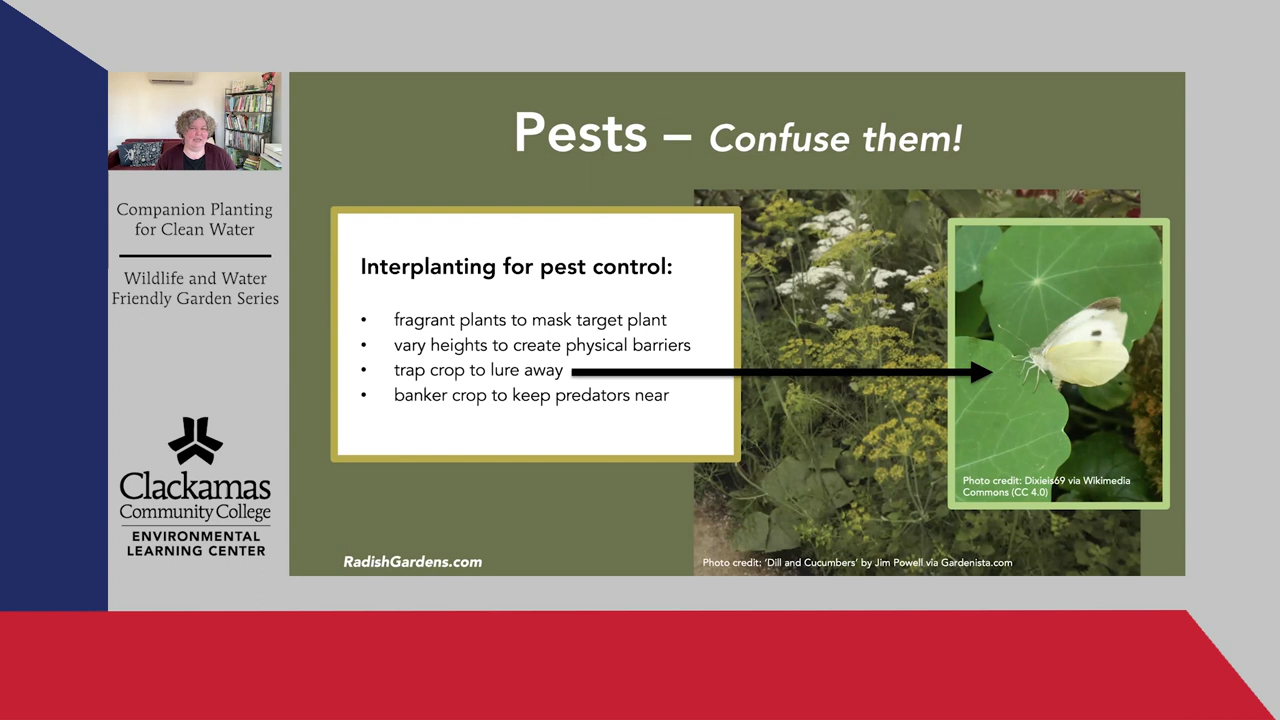 Pests – Confuse them!
Companion Planting
for Clean Water
Wildlife and Water
Friendly Garden Series
Clackamas
Community College
ENVIRONMENTAL
LEARNING CENTER
Interplanting for pest control:
• fragrant plants to mask target plant
• vary heights to create physical barriers
• trap crop to lure away
• banker crop to keep predators near
Photo credit: Dixieis69 via Wikimedia
Commons (CC 4.0)
RadishGardens.com
Photo credit: ‘Dill and Cucumbers’ by Jim Powell via Gardenista.com